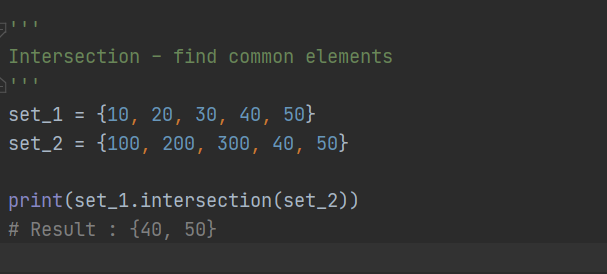 '''
Intersection - find common elements
'''
set_1 = {10, 20, 30, 40, 50}
set_2 = {100, 200, 300, 40, 50}
print(set_1.intersection(set_2))
# Result : {40, 50}